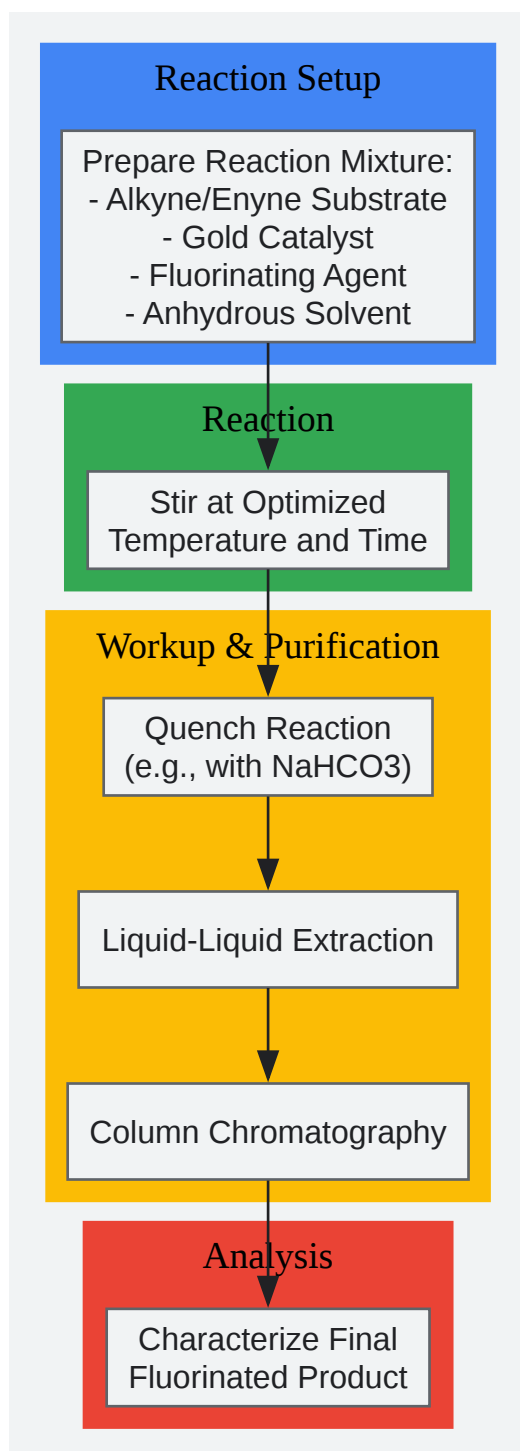 Reaction Setup
Prepare Reaction Mixture:
- Alkyne/Enyne Substrate
- Gold Catalyst
- Fluorinating Agent
- Anhydrous Solvent
Reaction
Stir at Optimized
Temperature and Time
Workup & Purification
Quench Reaction
(e.g., with NaHCO3)
Liquid-Liquid Extraction
Column Chromatography
Analysis
Characterize Final
Fluorinated Product